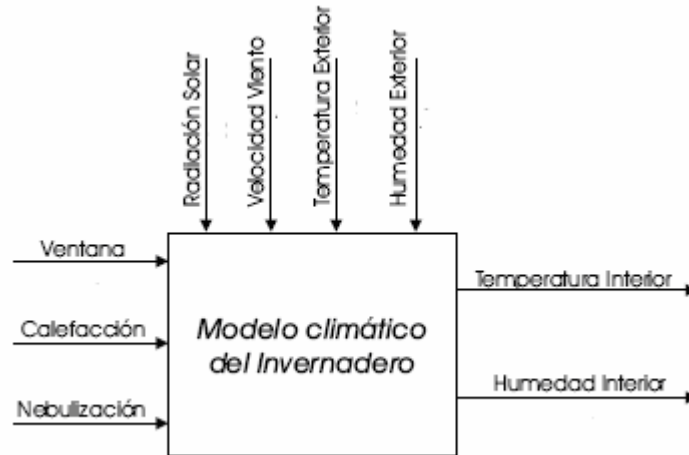 Radiación Solar
Velocidad Viento
Temperatura Exterior
Humedad Exterior
Ventana
Calefacción
Nebulización
Modelo climático
del Invernadero
Temperatura Interior
Humedad Interior